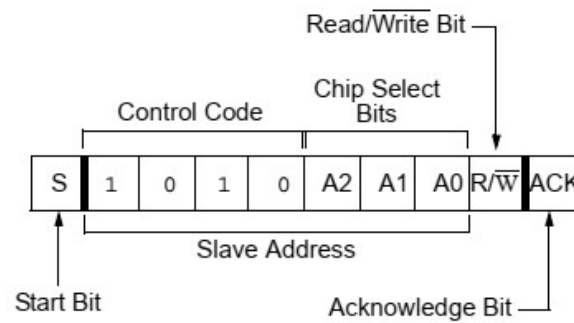 Read/Write Bit
Chip Select
Control Code Bits
S 1 0 1 0 A2 A1 A0 R/W ACK
Slave Address
Start Bit
Acknowledge Bit